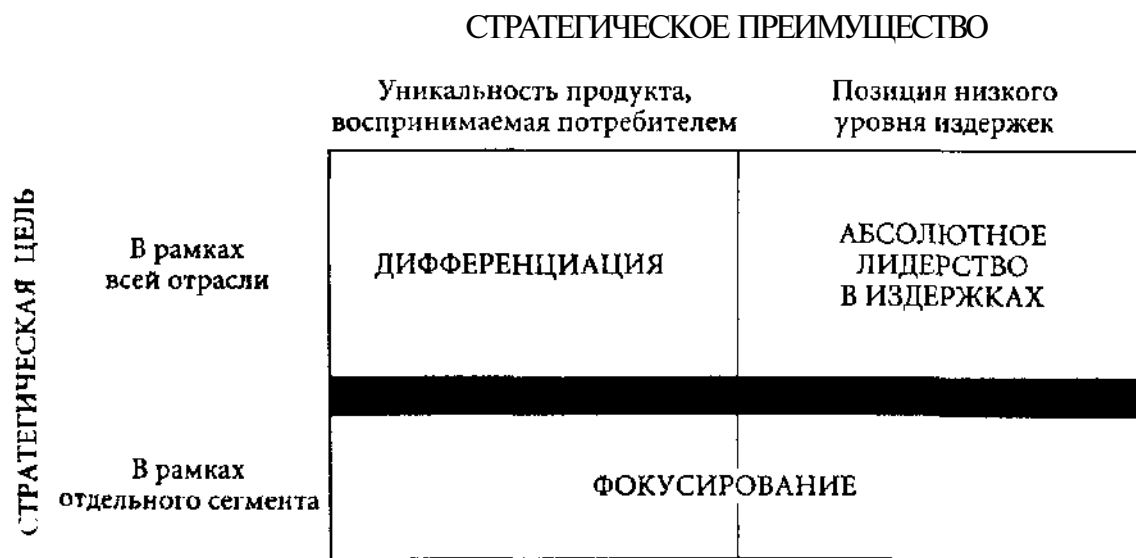 СТРАТЕГИЧЕСКОЕ ПРЕИМУЩЕСТВО
Уникальность продукта,
воспринимаемая потребителем
Позиция низкого
уровня издержек
СТРАТЕГИЧЕСКАЯ ЦЕЛЬ
В рамках
всей отрасли
ДИФФЕРЕНЦИАЦИЯ
АБСОЛЮТНОЕ
ЛИДЕРСТВО
В ИЗДЕРЖКАХ
В рамках
отдельного сегмента
ФОКУСИРОВАНИЕ